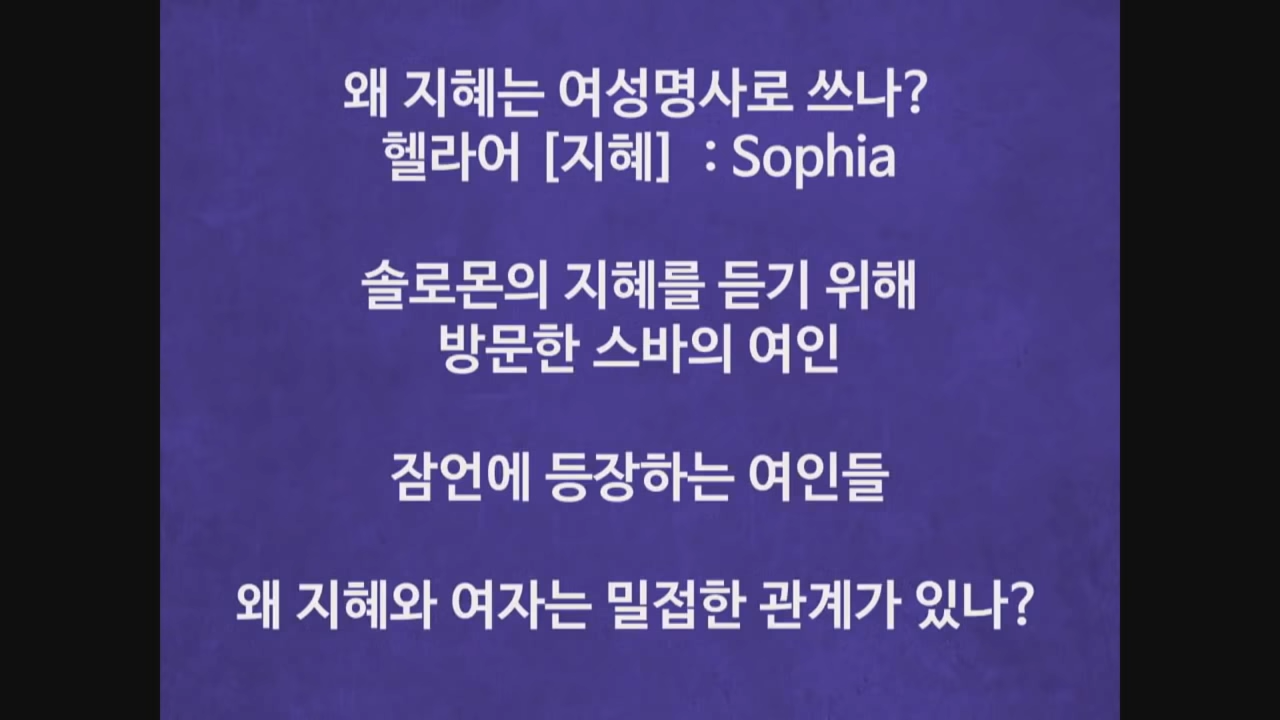 왜 지혜는 여성명사로 쓰나?
헬라어 [지혜] : Sophia
솔로몬의 지혜를 듣기 위해
방문한 스바의 여인
잠언에 등장하는 여인들
왜 지혜와 여자는 밀접한 관계가 있나?